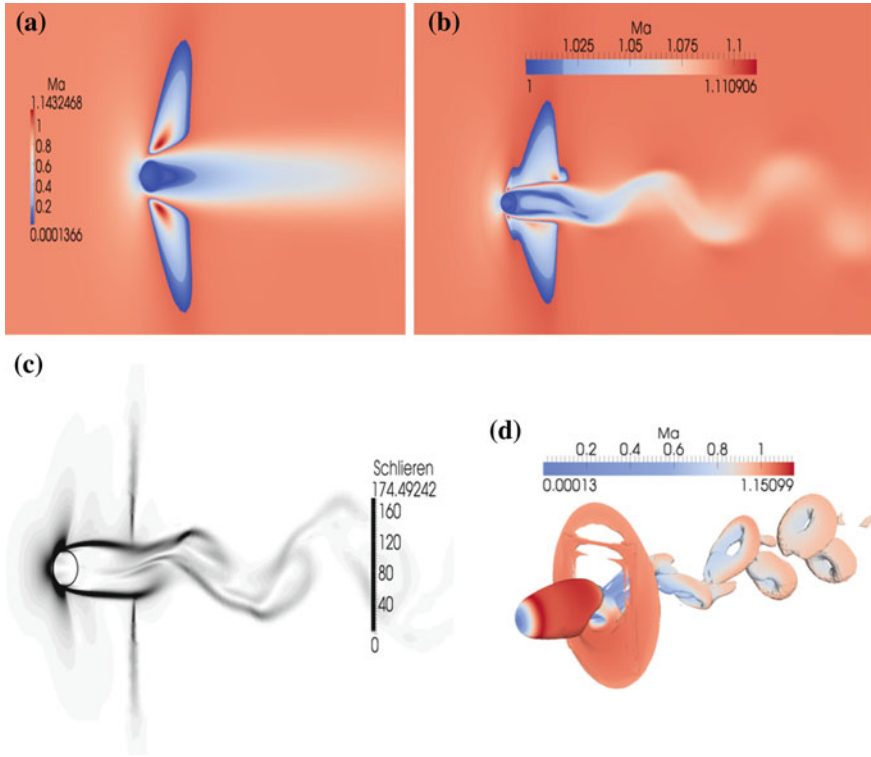 (a)
Ma
1.1432468
1
0.8
0.6
0.4
0.2
0.0001366
(b)
Ma
1.025 1.05 1.075 1.1
1 1.110906
(c)
Schlieren
174.49242
160
120
80
40
0
(d)
Ma
0.2 0.4 0.6 0.8 1
0.00013 1.15099